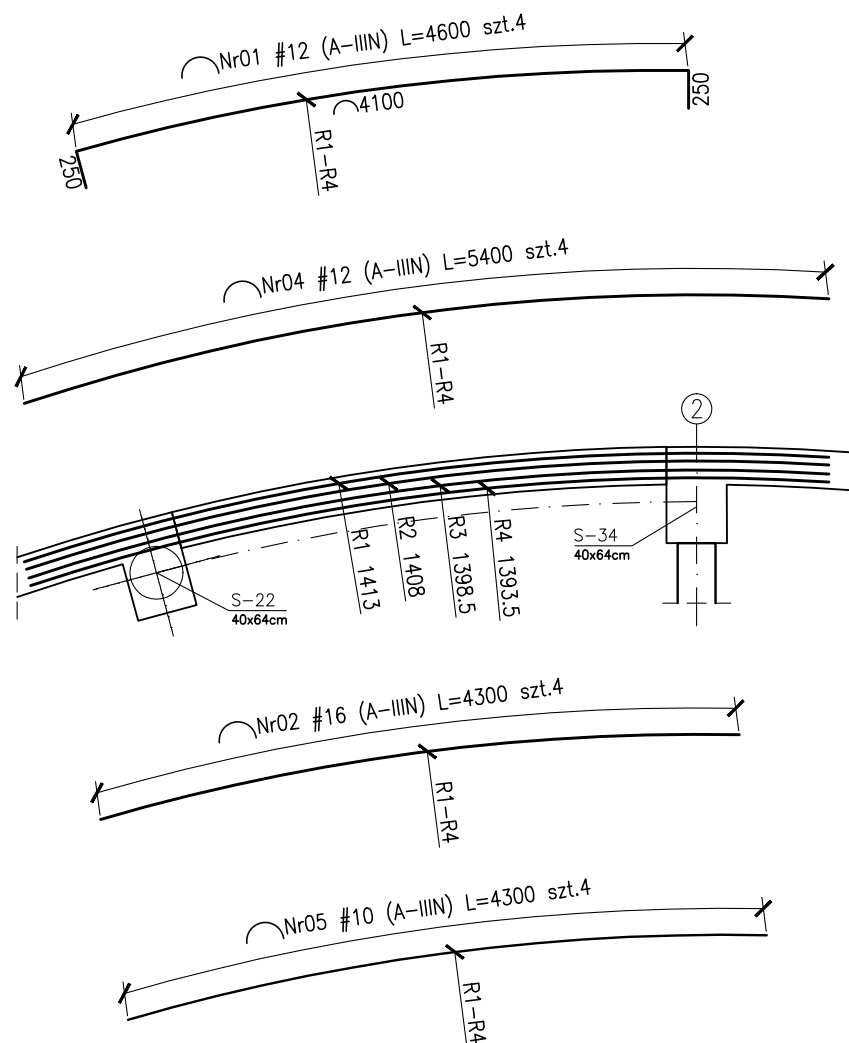 Nr01 #12 (A-IIIN) L=4600 szt.4
4100
250
250
R1-R4
Nr04 #12 (A-IIIN) L=5400 szt.4
R1-R4
2
R1 1413
R2 1408
R3 1398.5
R4 1393.5
S-34
40x64cm
S-22
40x64cm
Nr02 #16 (A-IIIN) L=4300 szt.4
R1-R4
Nr05 #10 (A-IIIN) L=4300 szt.4
R1-R4